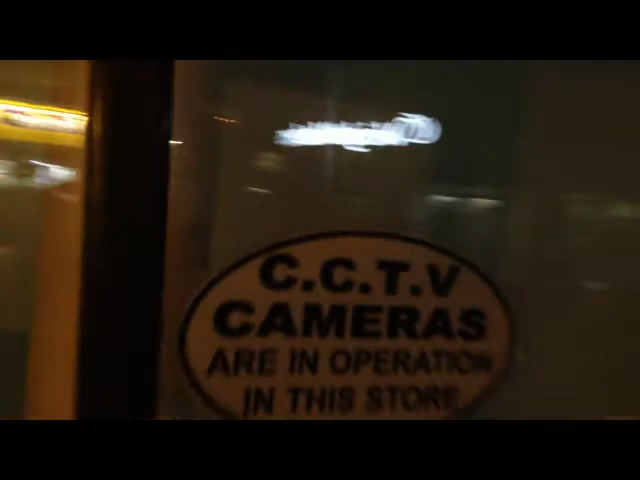 C.C.T.V
CAMERAS
ARE IN OPERATION
IN THIS STORE